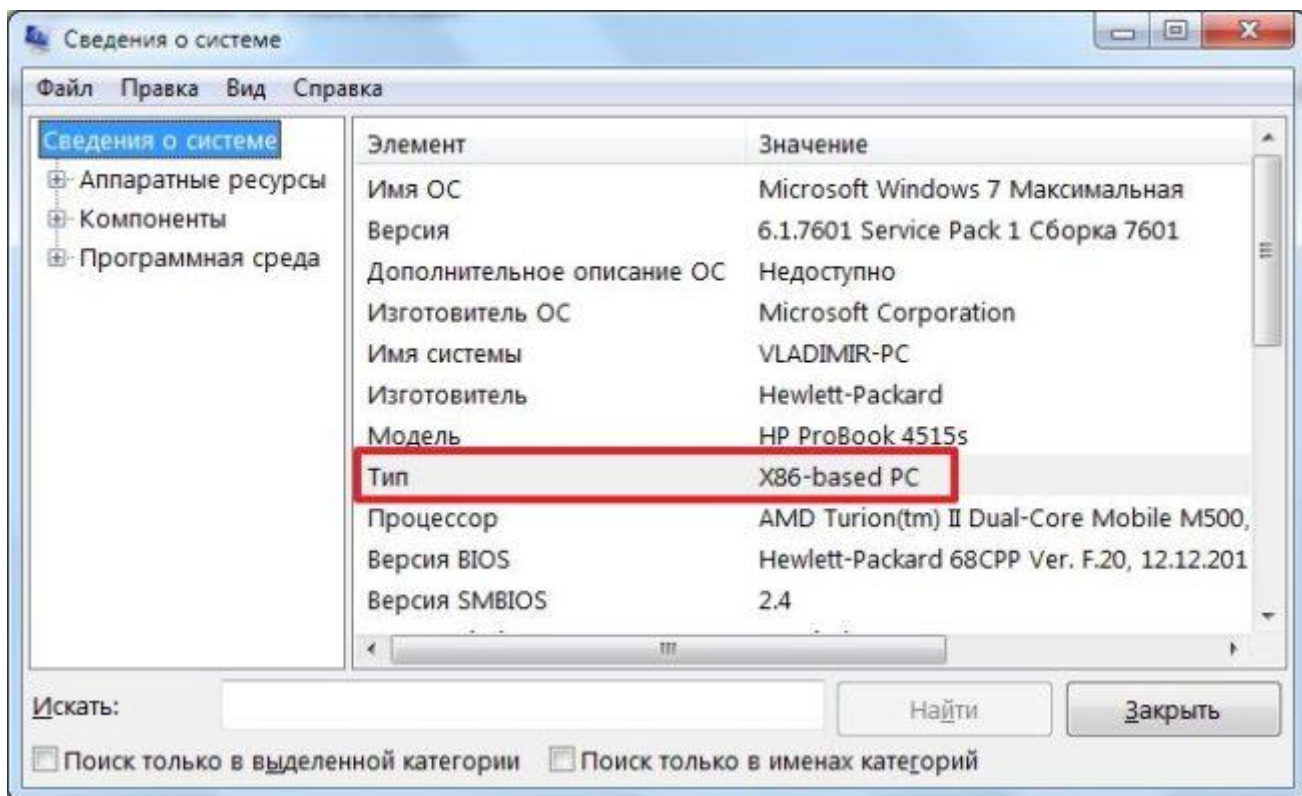 Сведения о системе
Файл Правка Вид Справка
Сведения о системе
Аппаратные ресурсы
Компоненты
Программная среда
Элемент Значение
Имя ОС Microsoft Windows 7 Максимальная
Версия 6.1.7601 Service Pack 1 Сборка 7601
Дополнительное описание ОС Недоступно
Изготовитель ОС Microsoft Corporation
Имя системы VLADIMIR-PC
Изготовитель Hewlett-Packard
Модель HP ProBook 4515s
Тип X86-based PC
Процессор AMD Turion(tm) II Dual-Core Mobile M500,
Версия BIOS Hewlett-Packard 68CPP Ver. F.20, 12.12.201
Версия SMBIOS 2.4
Искать: Найти Закрыть
Поиск только в выделенной категории Поиск только в именах категорий